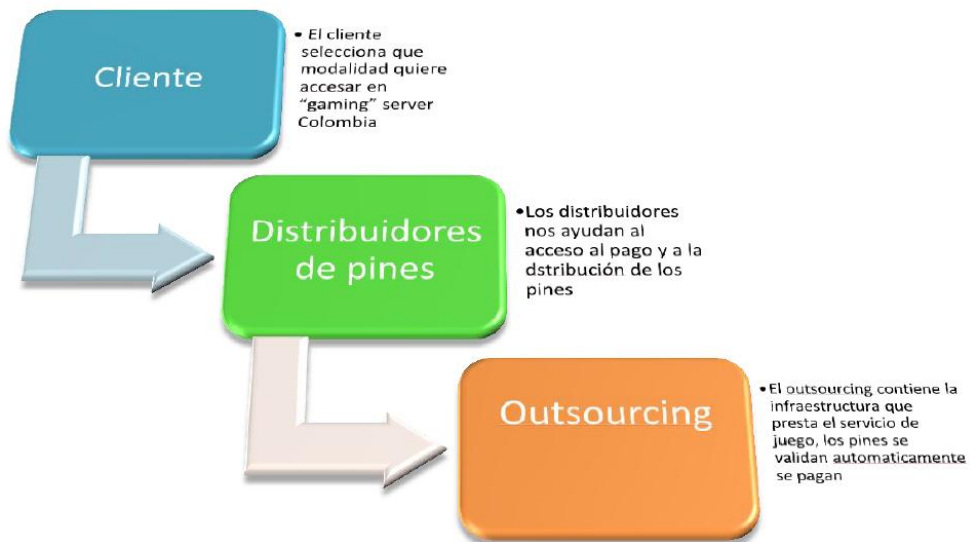 Cliente
• El cliente
selecciona que
modalidad quiere
accesar en
“gaming” server
Colombia
Distribuidores
de pines
•Los distribuidores
nos ayudan al
acceso al pago y a la
dstribución de los
pines
Outsourcing
•El outsourcing contiene la
infraestructura que
presta el servicio de
juego, los pines se
validan automaticamente
se pagan